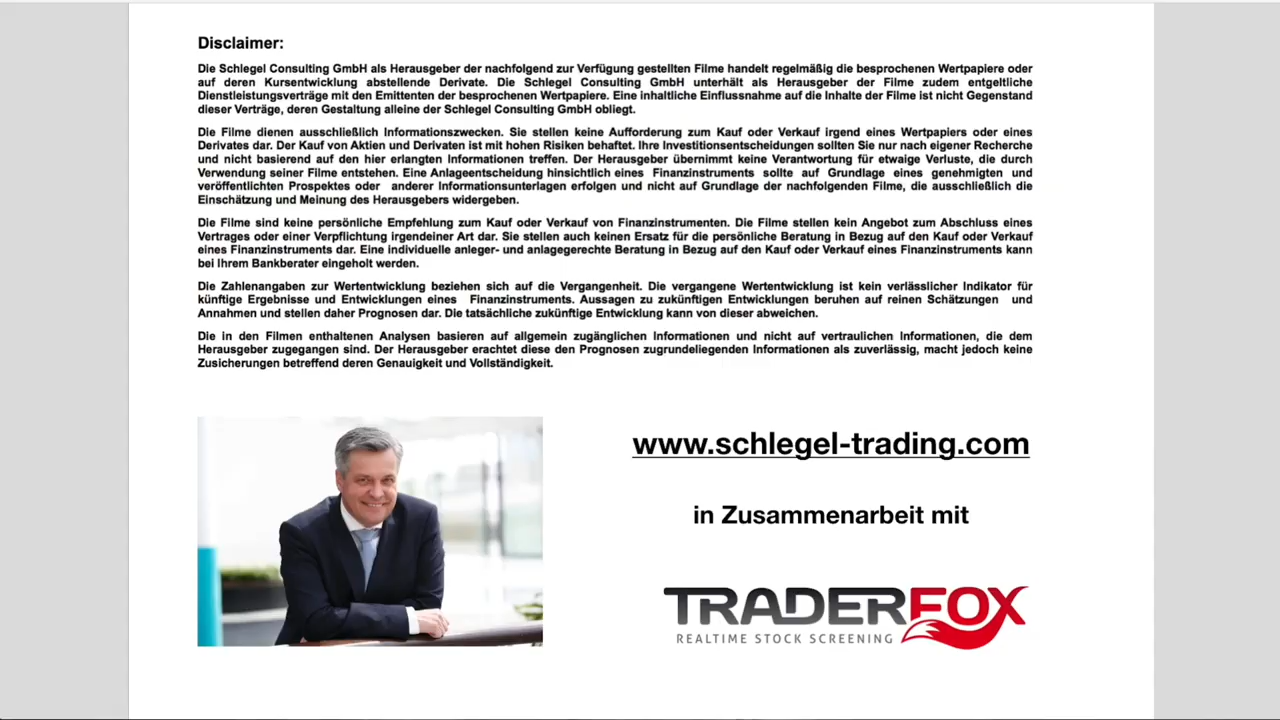 Disclaimer:
Die Schlegel Consulting GmbH als Herausgeber der nachfolgend zur Verfügung gestellten Filme handelt regelmäßig die besprochenen Wertpapiere oder
auf deren Kursentwicklung abstellende Derivate. Die Schlegel Consulting GmbH unterhält als Herausgeber der Filme zudem entgeltliche
Dienstleistungsverträge mit den Emittenten der besprochenen Wertpapiere. Eine inhaltliche Einflussnahme auf die Inhalte der Filme ist nicht Gegenstand
dieser Verträge, deren Gestaltung alleine der Schlegel Consulting GmbH obliegt.
Die Filme dienen ausschließlich Informationszwecken. Sie stellen keine Aufforderung zum Kauf oder Verkauf irgend eines Wertpapiers oder eines
Derivates dar. Der Kauf von Aktien und Derivaten ist mit hohen Risiken behaftet. Ihre Investitionsentscheidungen sollten Sie nur nach eigener Recherche
und nicht basierend auf den hier erlangten Informationen treffen. Der Herausgeber übernimmt keine Verantwortung für etwaige Verluste, die durch
Verwendung seiner Filme entstehen. Eine Anlageentscheidung hinsichtlich eines Finanzinstruments sollte auf Grundlage eines genehmigten und
veröffentlichten Prospektes oder anderer Informationsunterlagen erfolgen und nicht auf Grundlage der nachfolgenden Filme, die ausschließlich die
Einschätzung und Meinung des Herausgebers widergeben.
Die Filme sind keine persönliche Empfehlung zum Kauf oder Verkauf von Finanzinstrumenten. Die Filme stellen kein Angebot zum Abschluss eines
Vertrages oder einer Verpflichtung irgendeiner Art dar. Sie stellen auch keinen Ersatz für die persönliche Beratung in Bezug auf den Kauf oder Verkauf
eines Finanzinstruments dar. Eine individuelle anleger- und anlagegerechte Beratung in Bezug auf den Kauf oder Verkauf eines Finanzinstruments kann
bei Ihrem Bankberater eingeholt werden.
Die Zahlenangaben zur Wertentwicklung beziehen sich auf die Vergangenheit. Die vergangene Wertentwicklung ist kein verlässlicher Indikator für
künftige Ergebnisse und Entwicklungen eines Finanzinstruments. Aussagen zu zukünftigen Entwicklungen beruhen auf reinen Schätzungen und
Annahmen und stellen daher Prognosen dar. Die tatsächliche zukünftige Entwicklung kann von dieser abweichen.
Die in den Filmen enthaltenen Analysen basieren auf allgemein zugänglichen Informationen und nicht auf vertraulichen Informationen, die dem
Herausgeber zugegangen sind. Der Herausgeber erachtet diese den Prognosen zugrundeliegenden Informationen als zuverlässig, macht jedoch keine
Zusicherungen betreffend deren Genauigkeit und Vollständigkeit.
www.schlegel-trading.com
in Zusammenarbeit mit
TRADERFOX
REALTIME STOCK SCREENING